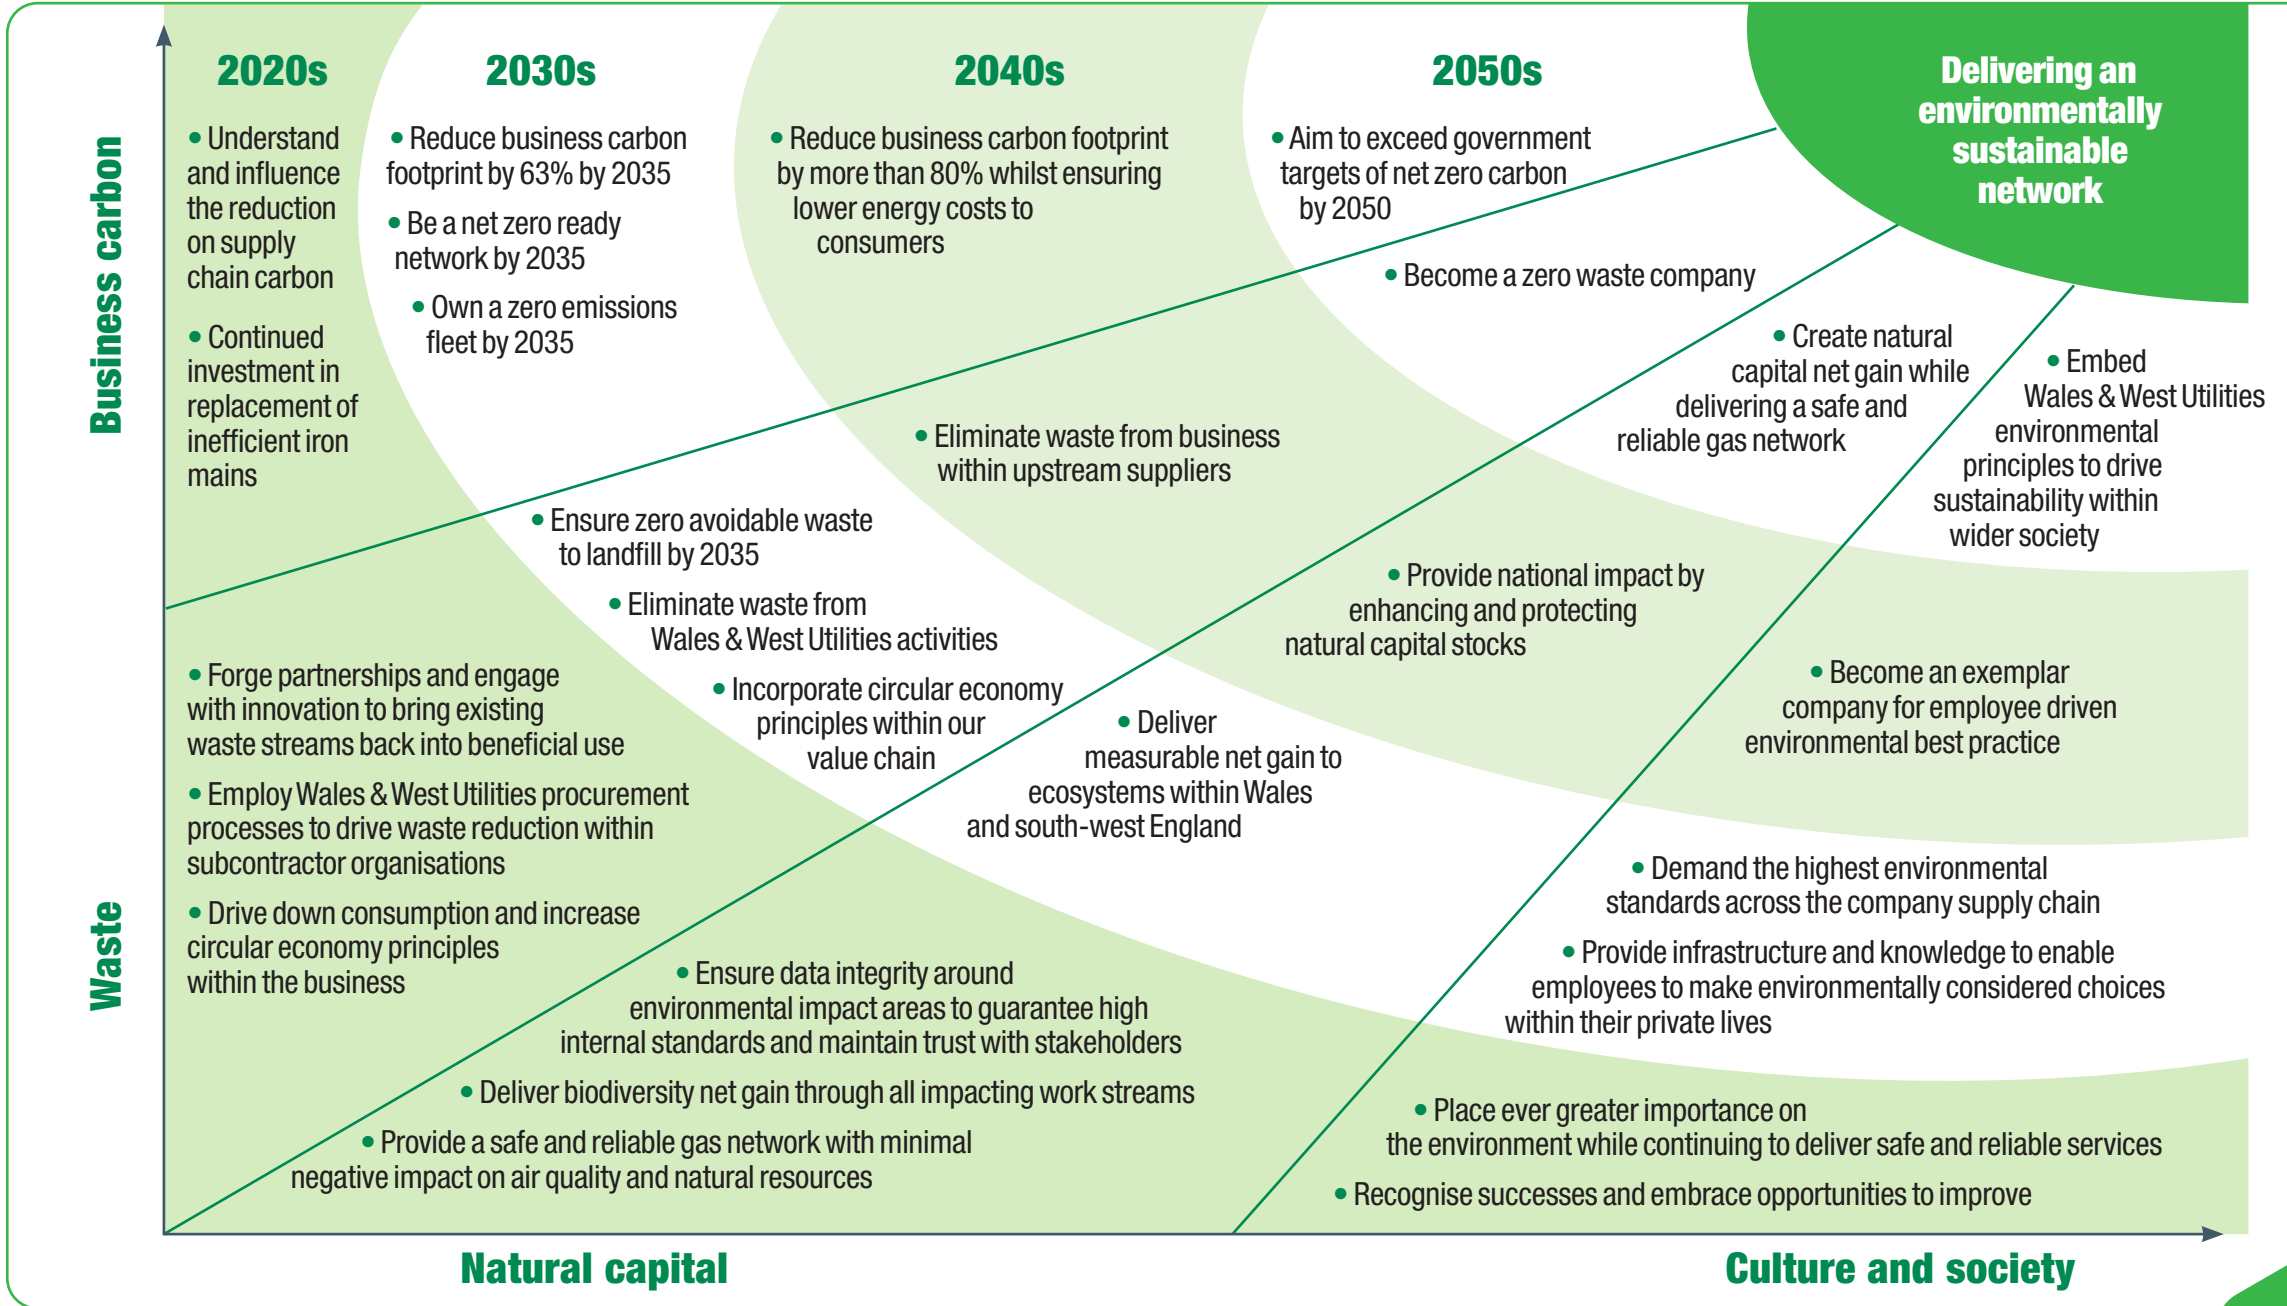 2020s
2030s
2040s
2050s
Delivering an
environmentally
sustainable
network
Business carbon
• Understand
and influence
the reduction
on supply
chain carbon
• Continued
investment in
replacement of
inefficient iron
mains
• Reduce business carbon
footprint by 63% by 2035
• Be a net zero ready
network by 2035
• Own a zero emissions
fleet by 2035
• Reduce business carbon footprint
by more than 80% whilst ensuring
lower energy costs to
consumers
• Aim to exceed government
targets of net zero carbon
by 2050
Waste
• Forge partnerships and engage
with innovation to bring existing
waste streams back into beneficial use
• Employ Wales & West Utilities procurement
processes to drive waste reduction within
subcontractor organisations
• Drive down consumption and increase
circular economy principles
within the business
• Ensure zero avoidable waste
to landfill by 2035
• Eliminate waste from
Wales & West Utilities activities
• Incorporate circular economy
principles within our
value chain
• Eliminate waste from business
within upstream suppliers
• Become a zero waste company
• Ensure data integrity around
environmental impact areas to guarantee high
internal standards and maintain trust with stakeholders
• Deliver biodiversity net gain through all impacting work streams
• Provide a safe and reliable gas network with minimal
negative impact on air quality and natural resources
• Deliver
measurable net gain to
ecosystems within Wales
and south-west England
• Provide national impact by
enhancing and protecting
natural capital stocks
• Create natural
capital net gain while
delivering a safe and
reliable gas network
• Place ever greater importance on
the environment while continuing to deliver safe and reliable services
• Recognise successes and embrace opportunities to improve
• Demand the highest environmental
standards across the company supply chain
• Provide infrastructure and knowledge to enable
employees to make environmentally considered choices
within their private lives
• Become an exemplar
company for employee driven
environmental best practice
• Embed
Wales & West Utilities
environmental
principles to drive
sustainability within
wider society
Natural capital
Culture and society